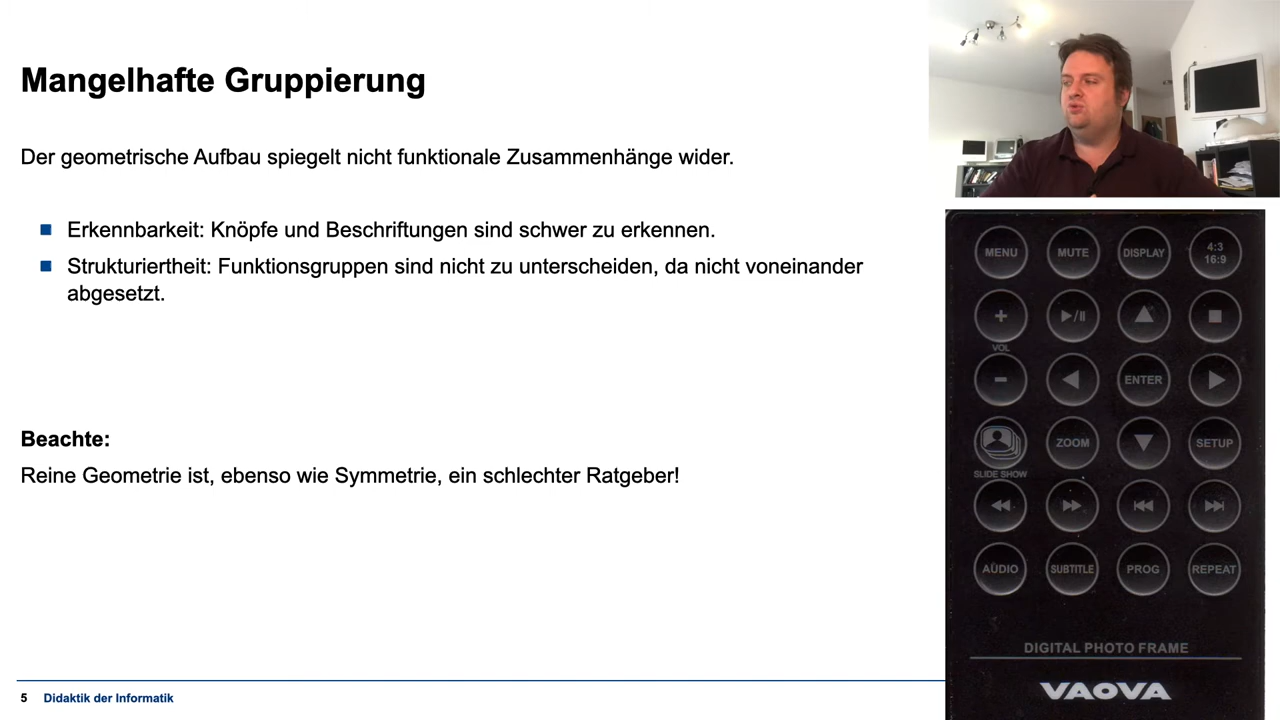 Mangelhafte Gruppierung
Der geometrische Aufbau spiegelt nicht funktionale Zusammenhänge wider.
Erkennbarkeit: Knöpfe und Beschriftungen sind schwer zu erkennen.
Strukturiertheit: Funktionsgruppen sind nicht zu unterscheiden, da nicht voneinander
abgesetzt.
Beachte:
Reine Geometrie ist, ebenso wie Symmetrie, ein schlechter Ratgeber!
5 Didaktik der Informatik
MENU MUTE DISPLAY 4:3
16:9
VOL
ENTER
ZOOM SETUP
SLIDE SHOW
AUDIO SUBTITLE PROG REPEAT
DIGITAL PHOTO FRAME
VAOVA